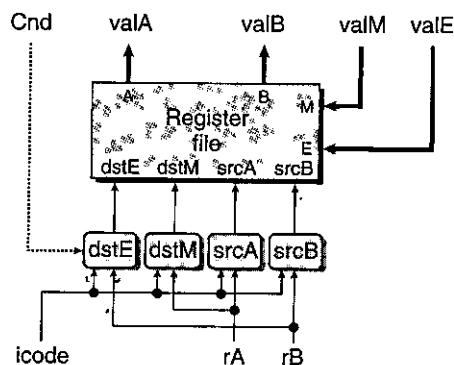 Cnd valA valB valM valE
A B M
Register
file
E
dstE dstM srcA srcB
dstE dstM srcA srcB
icode rA rB